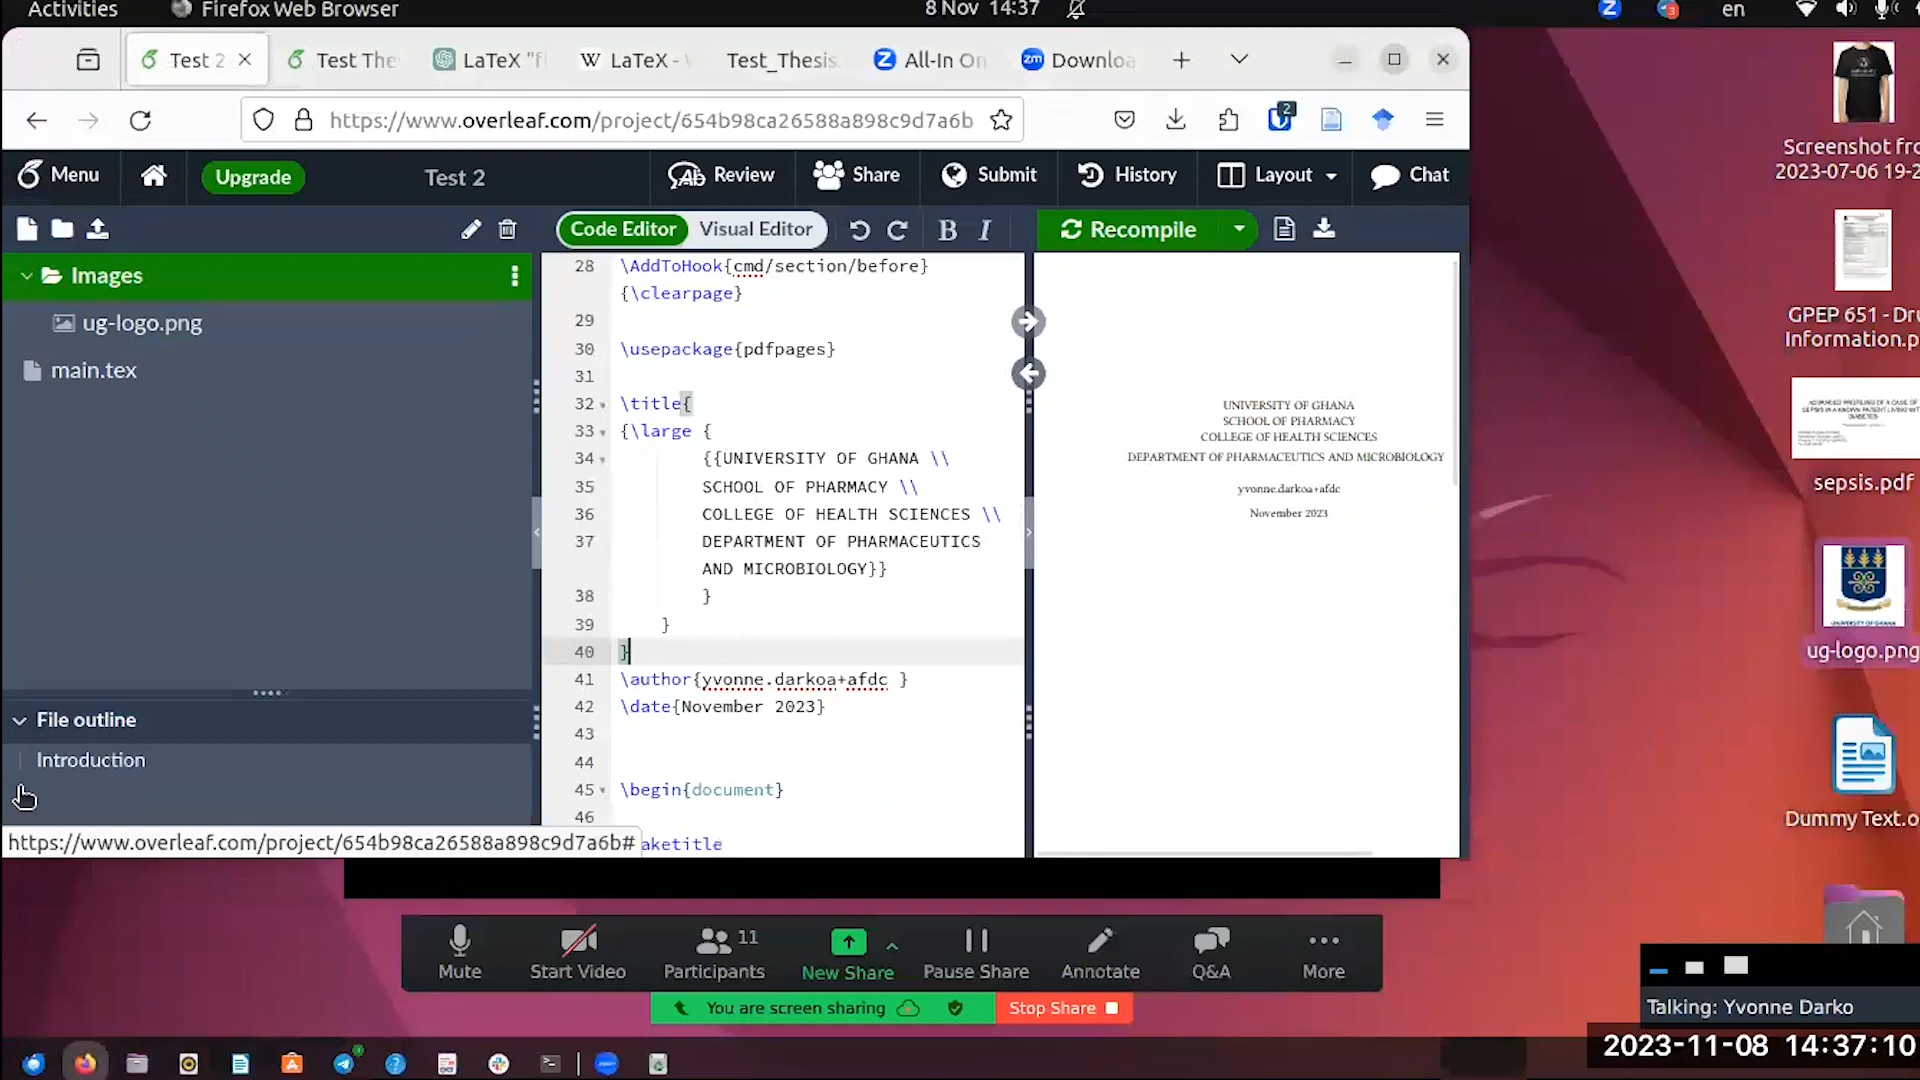 Activities Firefox Web Browser 8 Nov 14:37 en
Test 2 Test The LaTeX "f LaTeX - Test_Thesis. All-In On Downloa
https://www.overleaf.com/project/654b98ca26588a898c9d7a6b 2
Menu Upgrade Test 2 Review Share Submit History Layout Chat
Code Editor Visual Editor B I Recompile
Images
ug-logo.png
main.tex
File outline
Introduction
https://www.overleaf.com/project/654b98ca26588a898c9d7a6b#
28 \AddToHook{cmd/section/before}
{\clearpage}
29
30 \usepackage{pdfpages}
31
32 \title{
33 {\large {
34 {{UNIVERSITY OF GHANA \\
35 SCHOOL OF PHARMACY \\
36 COLLEGE OF HEALTH SCIENCES \\
37 DEPARTMENT OF PHARMACEUTICS
AND MICROBIOLOGY}}
38 }
39 }
40 }
41 \author{yvonne.darkoa+afdc }
42 \date{November 2023}
43
44
45 \begin{document}
46
aketitle
UNIVERSITY OF GHANA
SCHOOL OF PHARMACY
COLLEGE OF HEALTH SCIENCES
DEPARTMENT OF PHARMACEUTICS AND MICROBIOLOGY
yvonne.darkoa+afdc
November 2023
Screenshot fro
2023-07-06 19-2
GPEP 651 - Dru
Information.p
sepsis.pdf
UNIVERSITY OF GHANA
ug-logo.png
Dummy Text.o
Mute Start Video Participants 11 New Share Pause Share Annotate Q&A More
You are screen sharing Stop Share
Talking: Yvonne Darko
2023-11-08 14:37:10